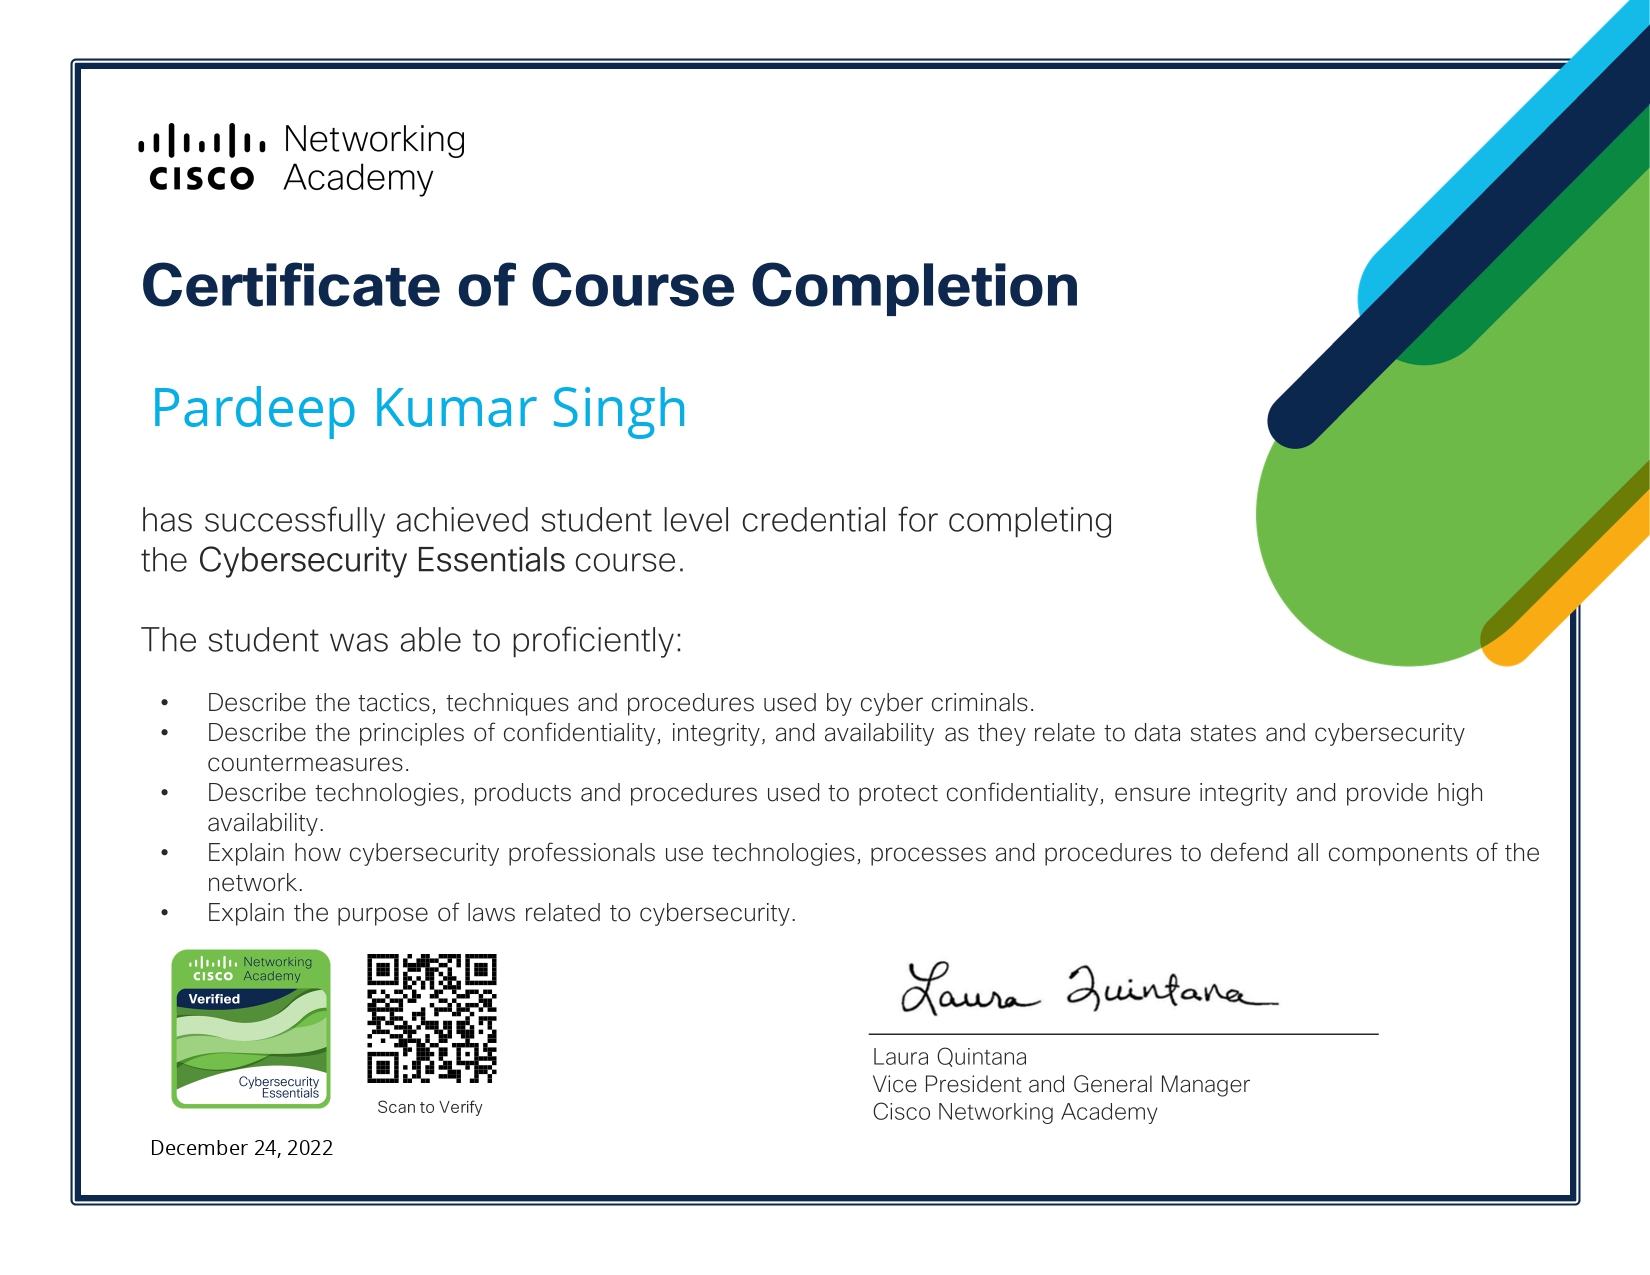 Networking
CISCO Academy
Certificate of Course Completion
Pardeep Kumar Singh
has successfully achieved student level credential for completing
the Cybersecurity Essentials course.
The student was able to proficiently:
• Describe the tactics, techniques and procedures used by cyber criminals.
• Describe the principles of confidentiality, integrity, and availability as they relate to data states and cybersecurity
countermeasures.
• Describe technologies, products and procedures used to protect confidentiality, ensure integrity and provide high
availability.
• Explain how cybersecurity professionals use technologies, processes and procedures to defend all components of the
network.
• Explain the purpose of laws related to cybersecurity.
Networking
CISCO Academy
Verified
Cybersecurity
Essentials
Scan to Verify
Laura Quintana
Laura Quintana
Vice President and General Manager
Cisco Networking Academy
December 24, 2022